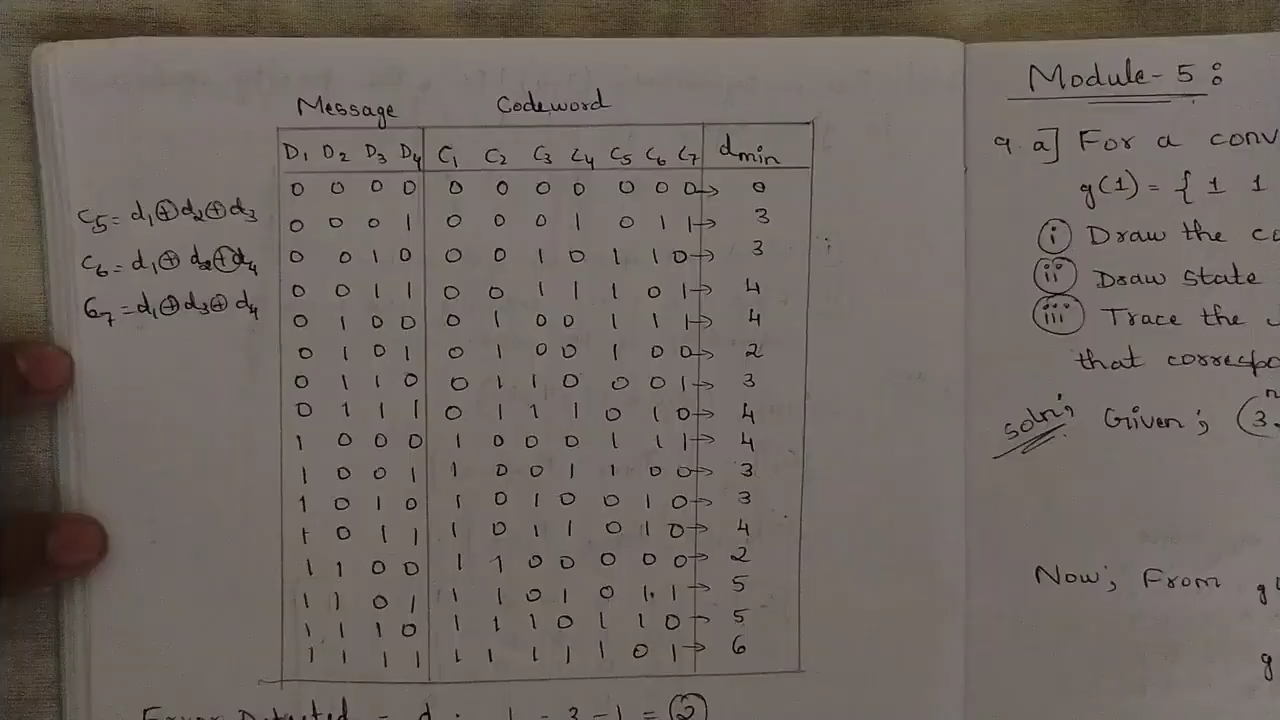 Message Codeword
D1 D2 D3 D4 C1 C2 C3 C4 C5 C6 C7 dmin
0 0 0 0 0 0 0 0 0 0 0 → 0
0 0 0 1 0 0 0 1 0 1 1 → 3
0 0 1 0 0 0 1 0 1 1 0 → 3
0 0 1 1 0 0 1 1 1 0 1 → 4
0 1 0 0 0 1 0 0 1 1 1 → 4
0 1 0 1 0 1 0 0 1 0 0 → 2
0 1 1 0 0 1 1 0 0 0 1 → 3
0 1 1 1 0 1 1 1 0 1 0 → 4
1 0 0 0 1 0 0 0 1 1 1 → 4
1 0 0 1 1 0 0 1 1 0 0 → 3
1 0 1 0 1 0 1 0 0 1 0 → 3
1 0 1 1 1 0 1 1 0 1 0 → 4
1 1 0 0 1 1 0 0 0 0 0 → 2
1 1 0 1 1 1 0 1 0 1 1 → 5
1 1 1 0 1 1 1 0 1 1 0 → 5
1 1 1 1 1 1 1 1 1 0 1 → 6
C5 = d1⊕d2⊕d3
C6 = d1⊕d2⊕d4
C7 = d1⊕d3⊕d4
Error Detected = dmin - 1 = 3 - 1 = 2
Module - 5:
9. a] For a conv
g(1) = { 1 1
i Draw the co
ii Draw state
iii Trace the
that correspo
Soln; Given; (3,
Now; From g(
g